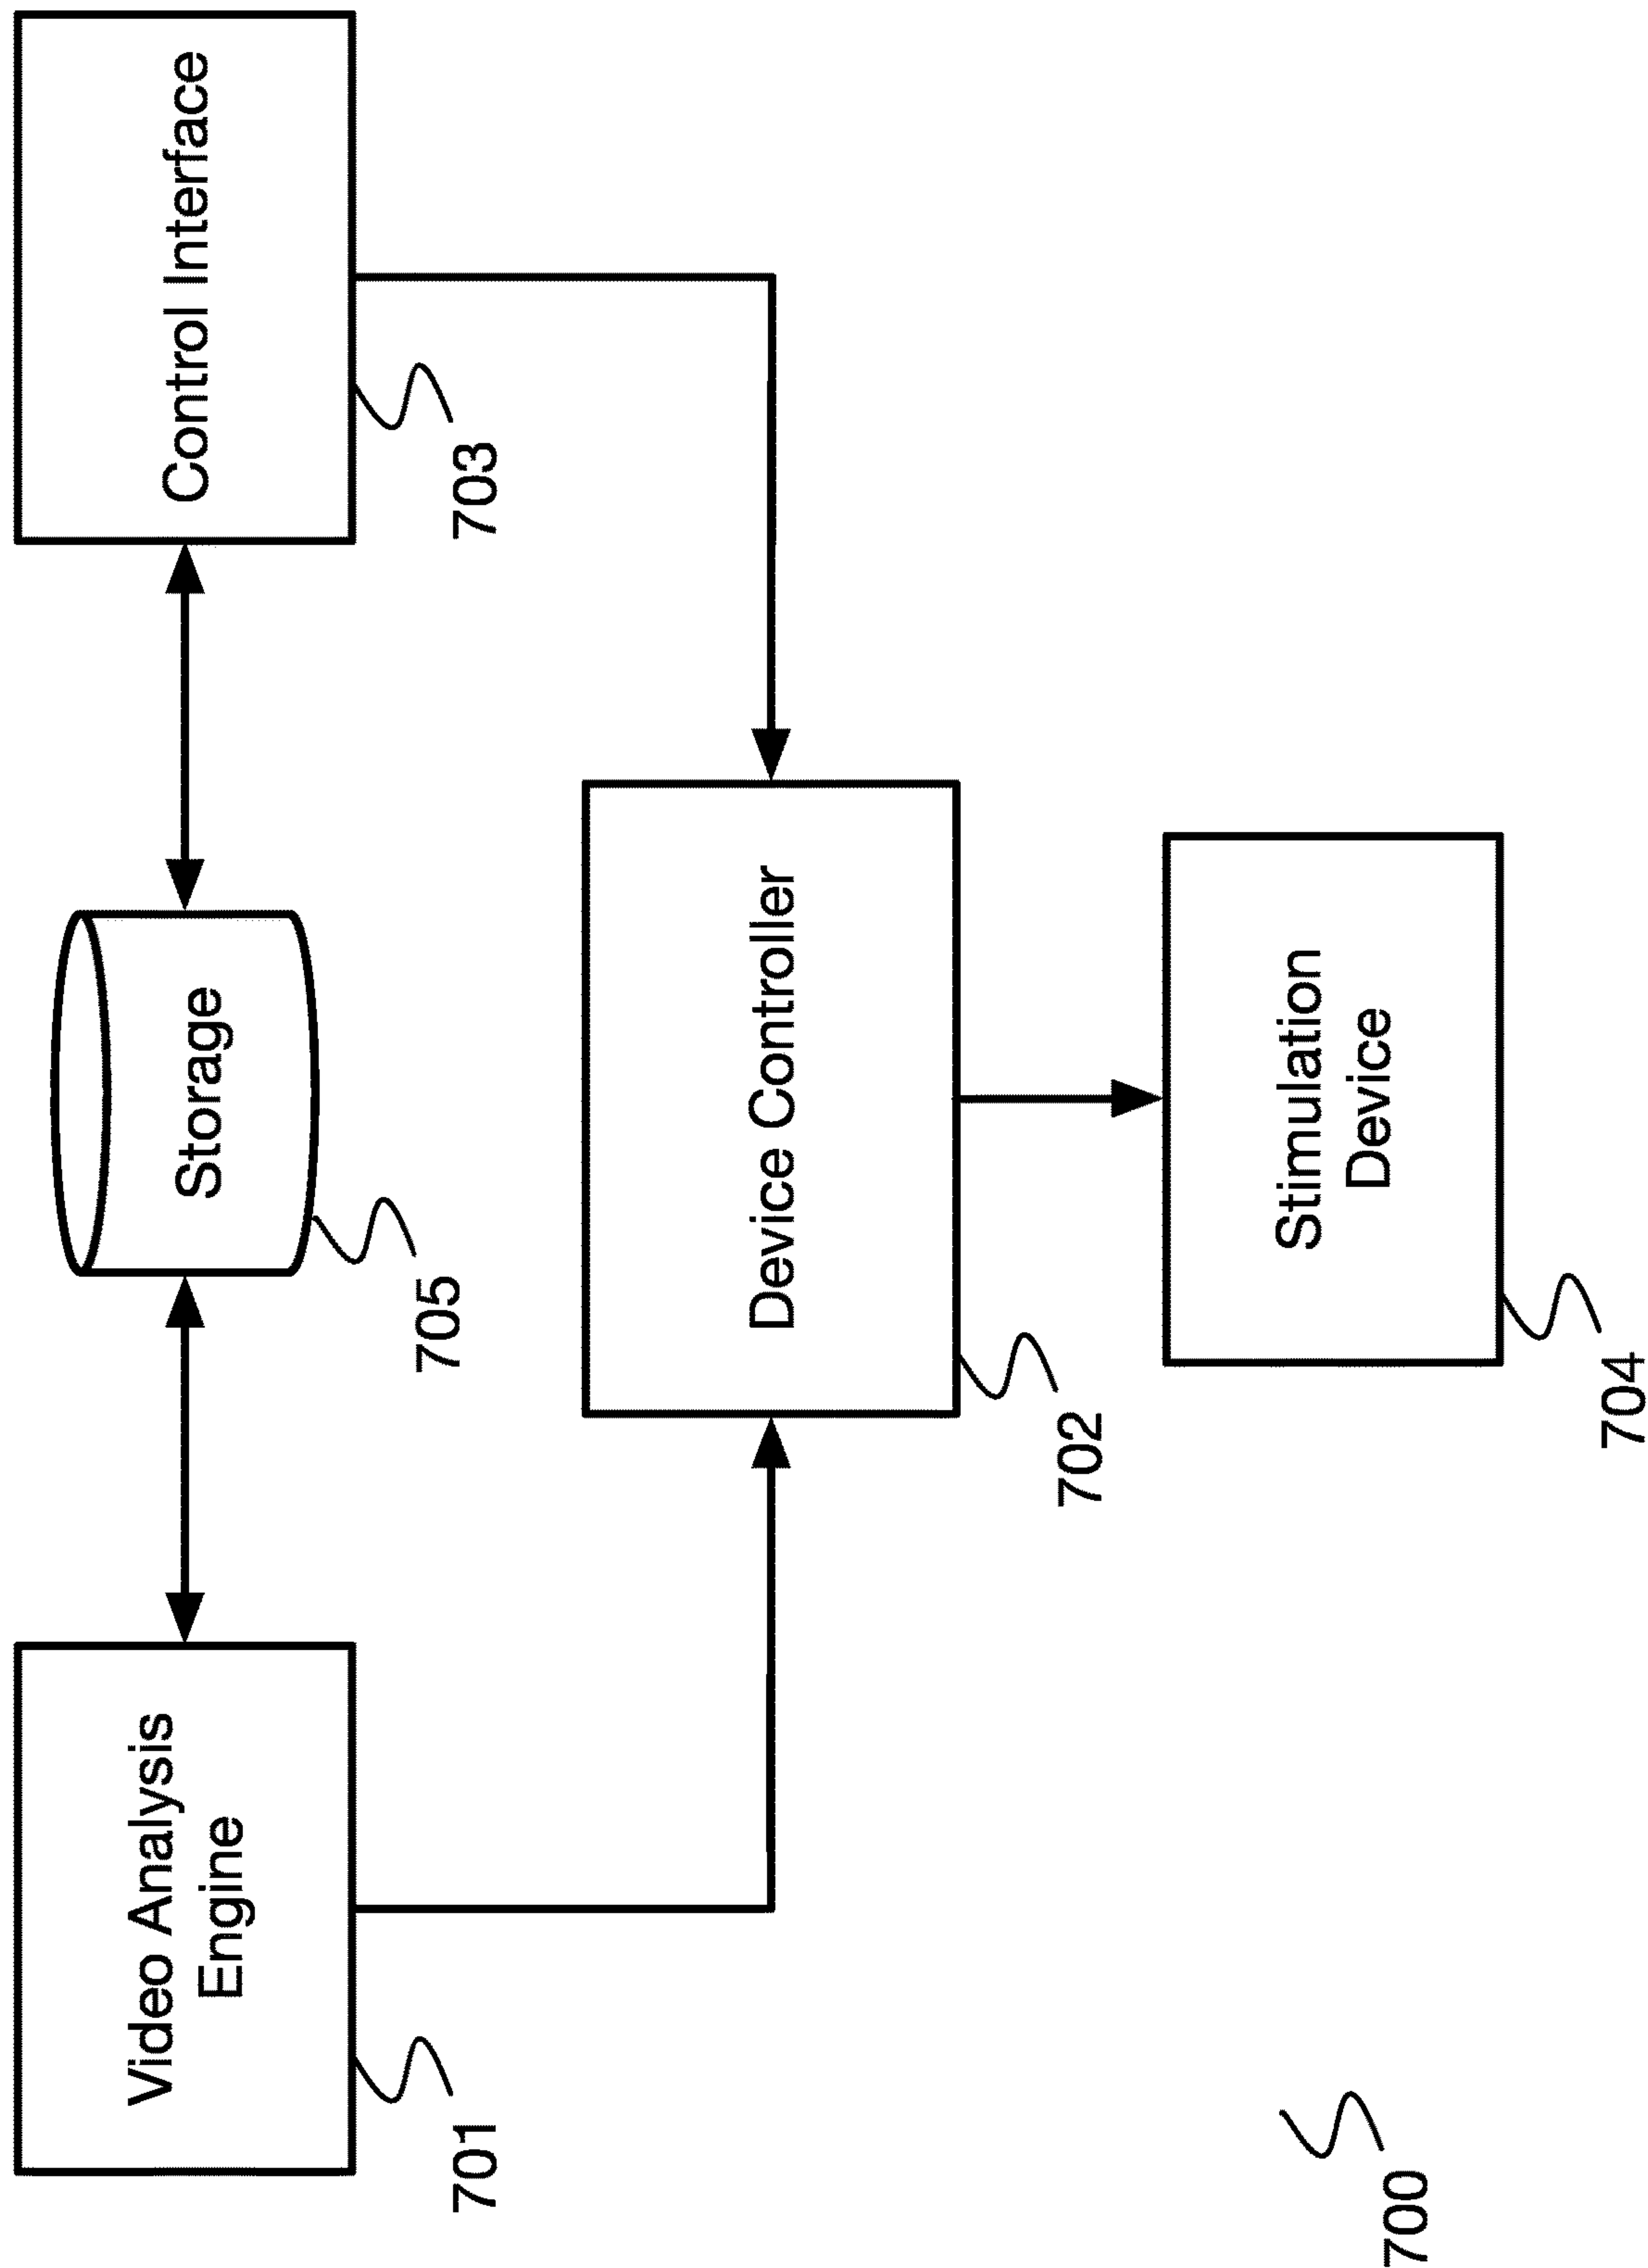 Video Analysis
Engine
701
Storage
705
Control Interface
703
Device Controller
702
Stimulation
Device
704
700